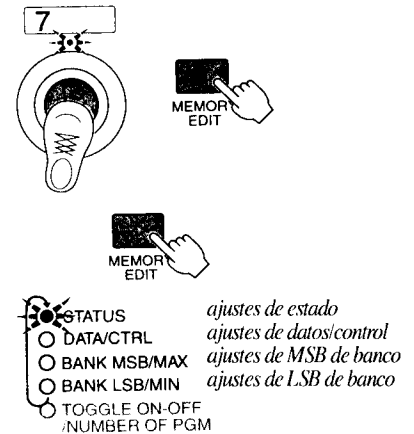 7
MEMORY
EDIT
MEMORY
EDIT
STATUS ajustes de estado
DATA/CTRL ajustes de datos/control
BANK MSB/MAX ajustes de MSB de banco
BANK LSB/MIN ajustes de LSB de banco
TOGGLE ON-OFF
/NUMBER OF PGM